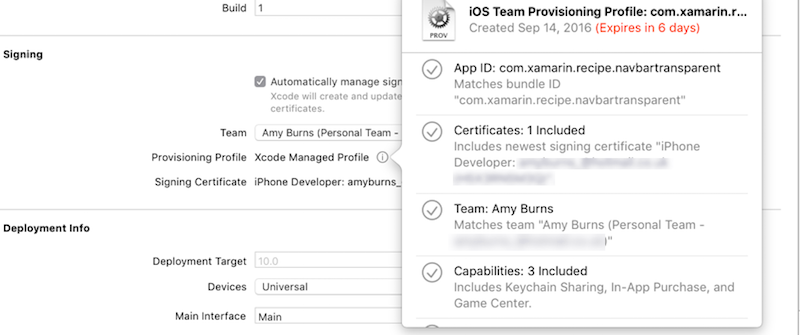 Build 1
Signing
Automatically manage sign
Xcode will create and update
certificates.
Team Amy Burns (Personal Team -
Provisioning Profile Xcode Managed Profile
Signing Certificate iPhone Developer: amyburns_
Deployment Info
Deployment Target 10.0
Devices Universal
Main Interface Main
PROV
iOS Team Provisioning Profile: com.xamarin.r...
Created Sep 14, 2016 (Expires in 6 days)
App ID: com.xamarin.recipe.navbartransparent
Matches bundle ID
"com.xamarin.recipe.navbartransparent"
Certificates: 1 Included
Includes newest signing certificate "iPhone
Developer:
Team: Amy Burns
Matches team "Amy Burns (Personal Team -
)"
Capabilities: 3 Included
Includes Keychain Sharing, In-App Purchase, and
Game Center.